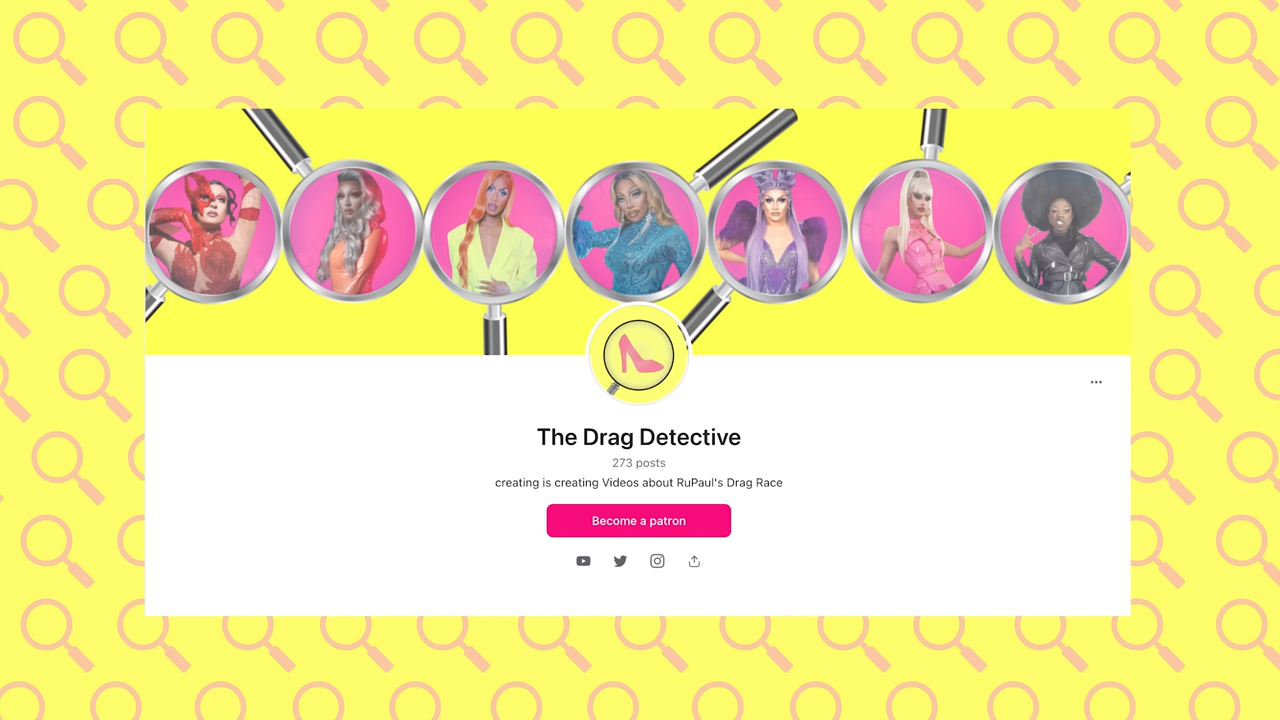 The Drag Detective
273 posts
creating is creating Videos about RuPaul's Drag Race
Become a patron